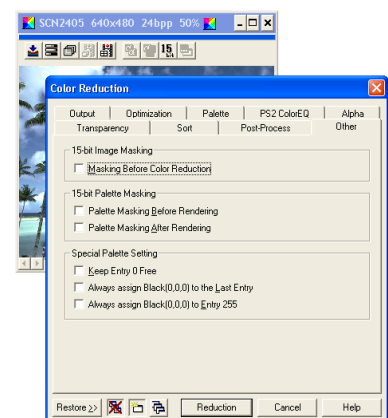 SCN2405 640x480 24bpp 50%
15
Color Reduction
Output Optimization Palette PS2 ColorEQ Alpha
Transparency Sort Post-Process Other
15-bit Image Masking
Masking Before Color Reduction
15-bit Palette Masking
Palette Masking Before Rendering
Palette Masking After Rendering
Special Palette Setting
Keep Entry 0 Free
Always assign Black(0,0,0) to the Last Entry
Always assign Black(0,0,0) to Entry 255
Restore >> Reduction Cancel Help